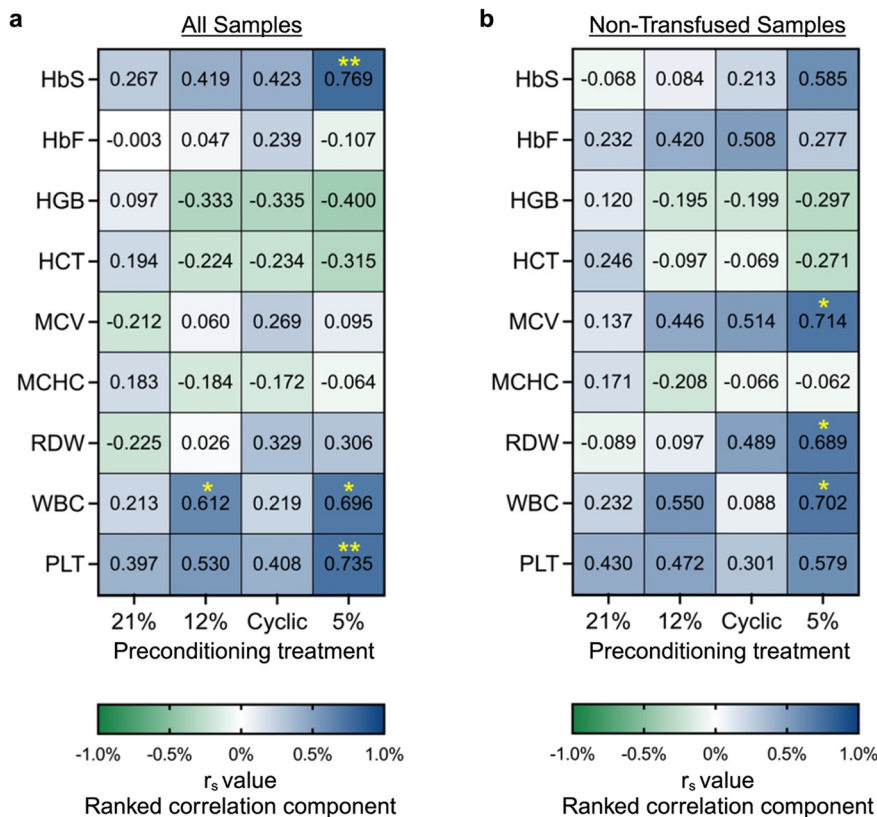 a
All Samples
HbS 0.267 0.419 0.423 ** 0.769
HbF -0.003 0.047 0.239 -0.107
HGB 0.097 -0.333 -0.335 -0.400
HCT 0.194 -0.224 -0.234 -0.315
MCV -0.212 0.060 0.269 0.095
MCHC 0.183 -0.184 -0.172 -0.064
RDW -0.225 0.026 0.329 0.306
WBC 0.213 * 0.612 0.219 * 0.696
PLT 0.397 0.530 0.408 ** 0.735
21% 12% Cyclic 5%
Preconditioning treatment
-1.0% -0.5% 0% 0.5% 1.0%
rs value
Ranked correlation component
b
Non-Transfused Samples
HbS -0.068 0.084 0.213 0.585
HbF 0.232 0.420 0.508 0.277
HGB 0.120 -0.195 -0.199 -0.297
HCT 0.246 -0.097 -0.069 -0.271
MCV 0.137 0.446 0.514 * 0.714
MCHC 0.171 -0.208 -0.066 -0.062
RDW -0.089 0.097 0.489 * 0.689
WBC 0.232 0.550 0.088 * 0.702
PLT 0.430 0.472 0.301 0.579
21% 12% Cyclic 5%
Preconditioning treatment
-1.0% -0.5% 0% 0.5% 1.0%
rs value
Ranked correlation component